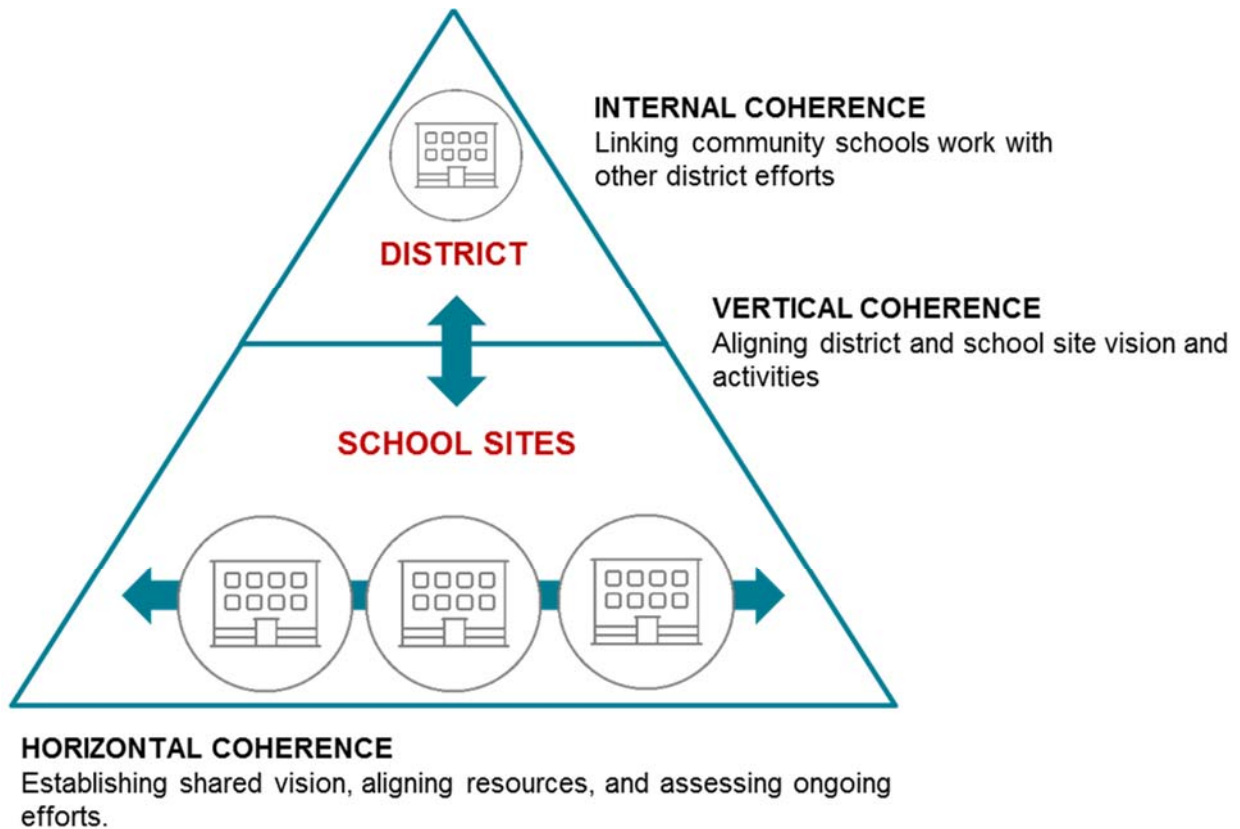 INTERNAL COHERENCE
Linking community schools work with
other district efforts
DISTRICT
VERTICAL COHERENCE
Aligning district and school site vision and
activities
SCHOOL SITES
HORIZONTAL COHERENCE
Establishing shared vision, aligning resources, and assessing ongoing
efforts.